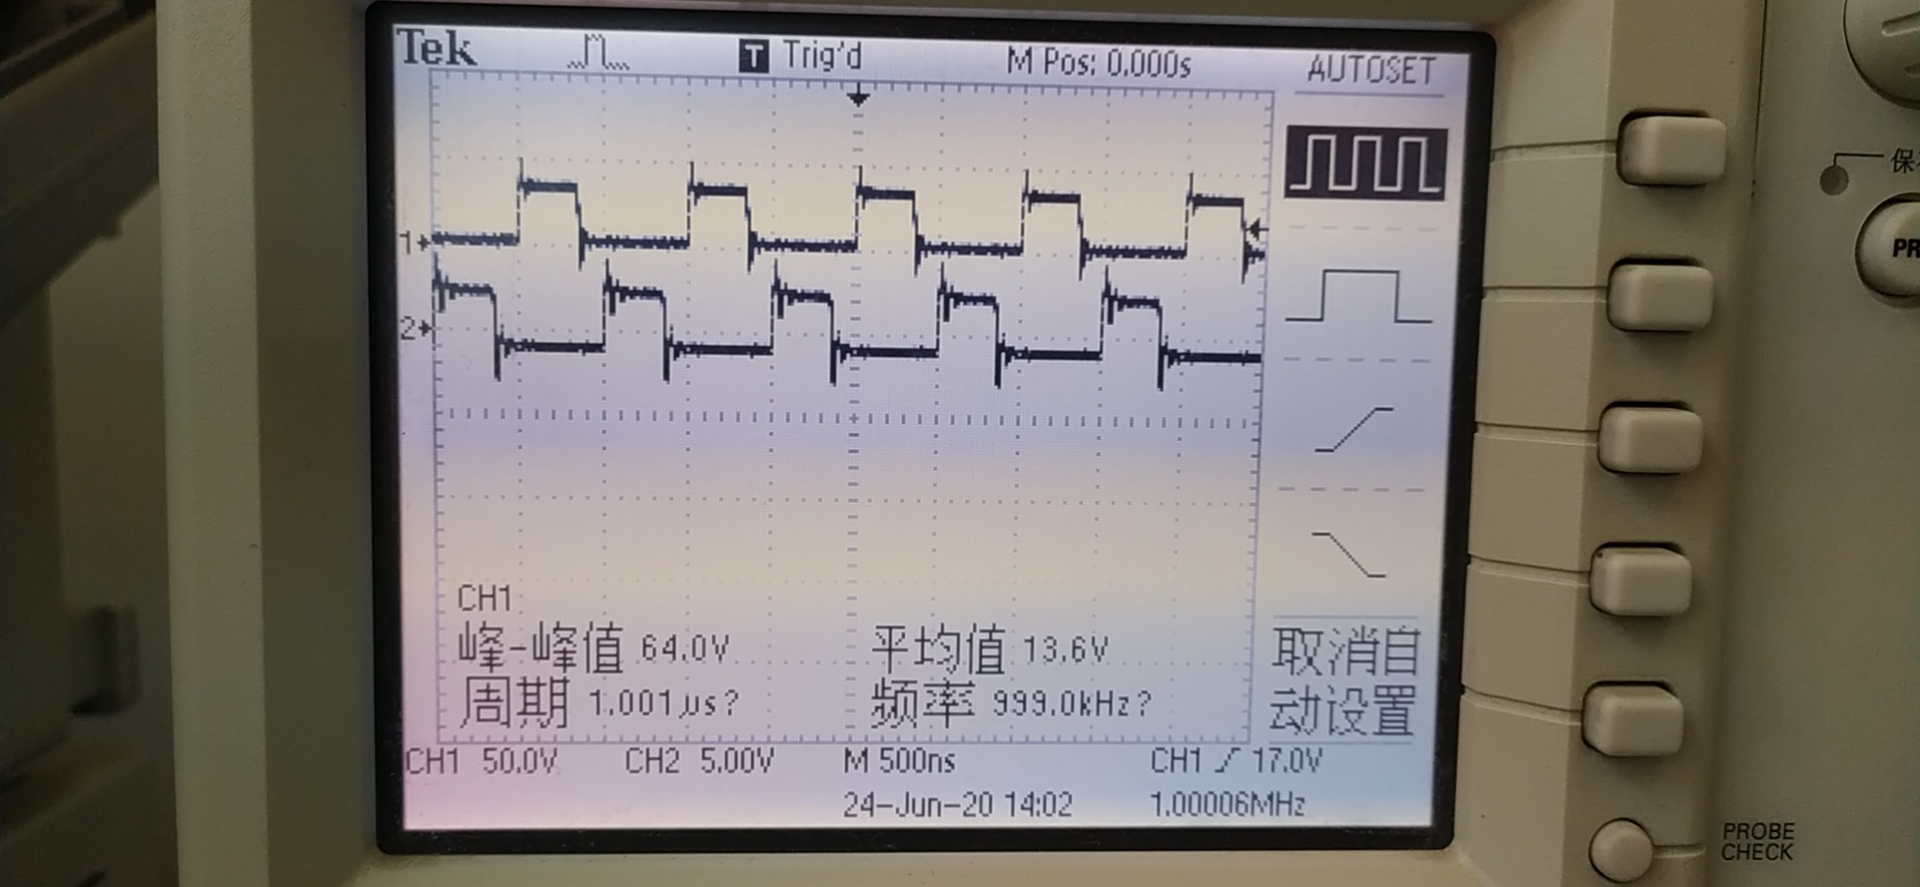 Tek T Trig'd M Pos: 0.000s AUTOSET
1
2
CH1
峰-峰值 64.0V 平均值 13.6V
周期 1.001µs? 频率 999.0kHz?
取消自
动设置
CH1 50.0V CH2 5.00V M 500ns CH1 17.0V
24-Jun-20 14:02 1.00006MHz
保
PR
PROBE
CHECK